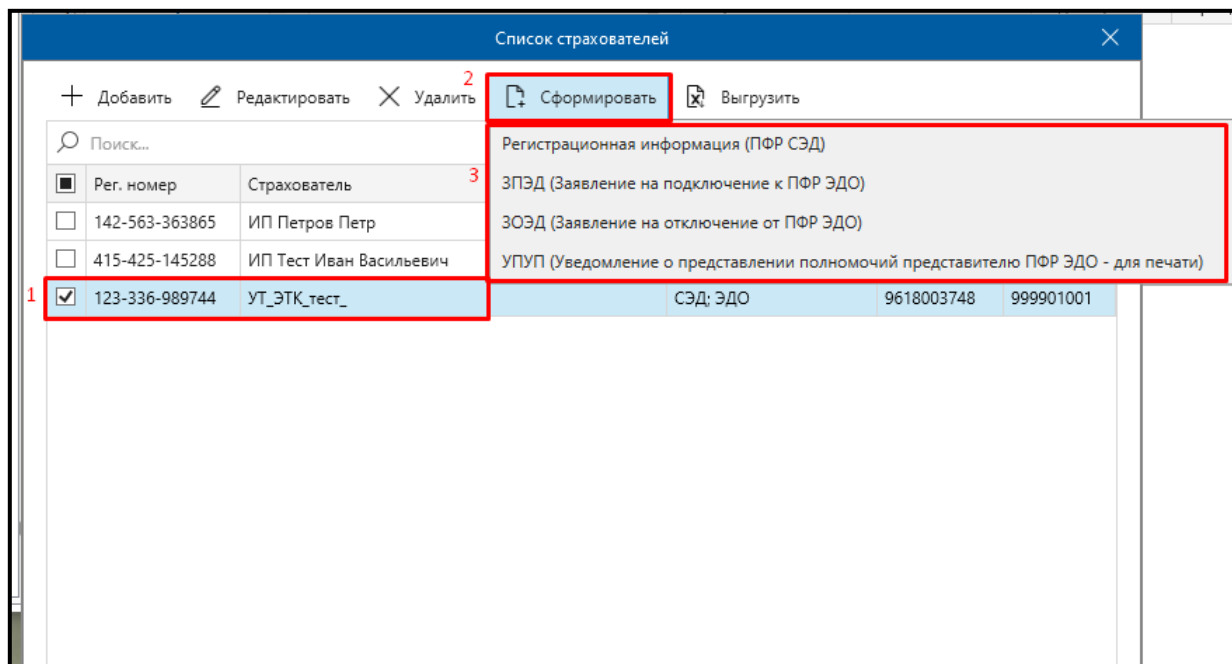 Список страхователей
2
Добавить Редактировать Удалить Сформировать Выгрузить
Поиск...
Регистрационная информация (ПФР СЭД)
3
Рег. номер Страхователь
ЗПЭД (Заявление на подключение к ПФР ЭДО)
142-563-363865 ИП Петров Петр
ЗОЭД (Заявление на отключение от ПФР ЭДО)
415-425-145288 ИП Тест Иван Васильевич
УПУП (Уведомление о представлении полномочий представителю ПФР ЭДО - для печати)
1 123-336-989744 УТ_ЭТК_тест_ СЭД; ЭДО 9618003748 999901001